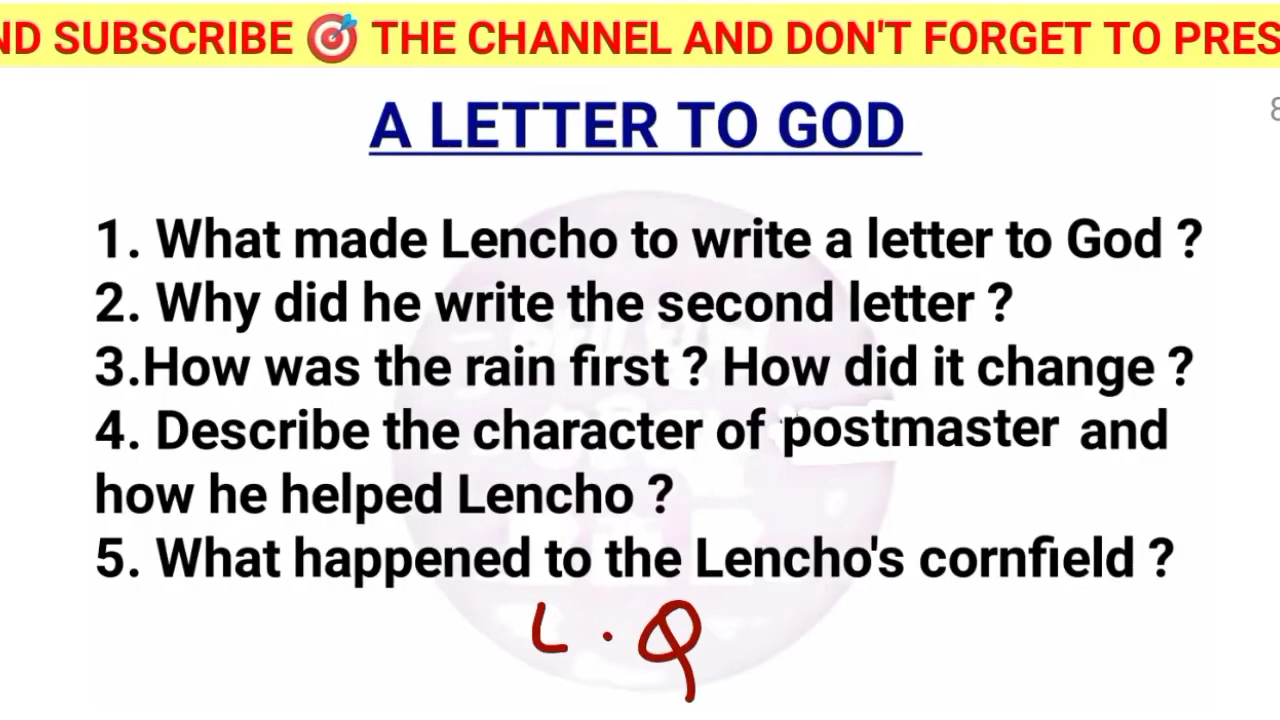 ND SUBSCRIBE 🎯 THE CHANNEL AND DON'T FORGET TO PRES
8
A LETTER TO GOD
1. What made Lencho to write a letter to God ?
2. Why did he write the second letter ?
3.How was the rain first ? How did it change ?
4. Describe the character of postmaster and
how he helped Lencho ?
5. What happened to the Lencho's cornfield ?
L . Q